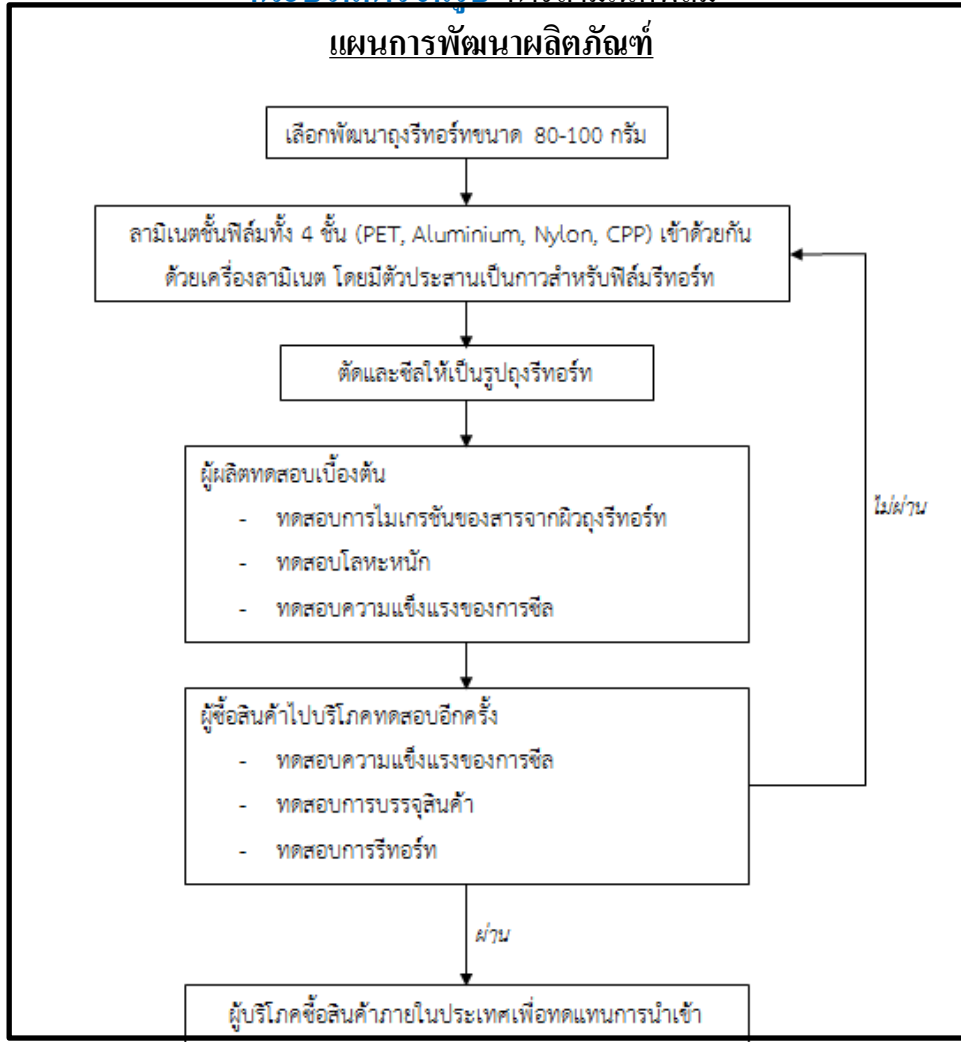 แผนการพัฒนาผลิตภัณฑ์
เลือกพัฒนาถุงรีทอร์ทขนาด 80-100 กรัม
ลามิเนตชั้นฟิล์มทั้ง 4 ชั้น (PET, Aluminium, Nylon, CPP) เข้าด้วยกัน
ด้วยเครื่องลามิเนต โดยมีตัวประสานเป็นกาวสำหรับฟิล์มรีทอร์ท
ตัดและซีลให้เป็นรูปถุงรีทอร์ท
ผู้ผลิตทดสอบเบื้องต้น
- ทดสอบการไมเกรชันของสารจากผิวถุงรีทอร์ท
- ทดสอบโลหะหนัก
- ทดสอบความแข็งแรงของการซีล
ไม่ผ่าน
ผู้ซื้อสินค้าไปบริโภคทดสอบอีกครั้ง
- ทดสอบความแข็งแรงของการซีล
- ทดสอบการบรรจุสินค้า
- ทดสอบการรีทอร์ท
ผ่าน
ผู้บริโภคซื้อสินค้าภายในประเทศเพื่อทดแทนการนำเข้า